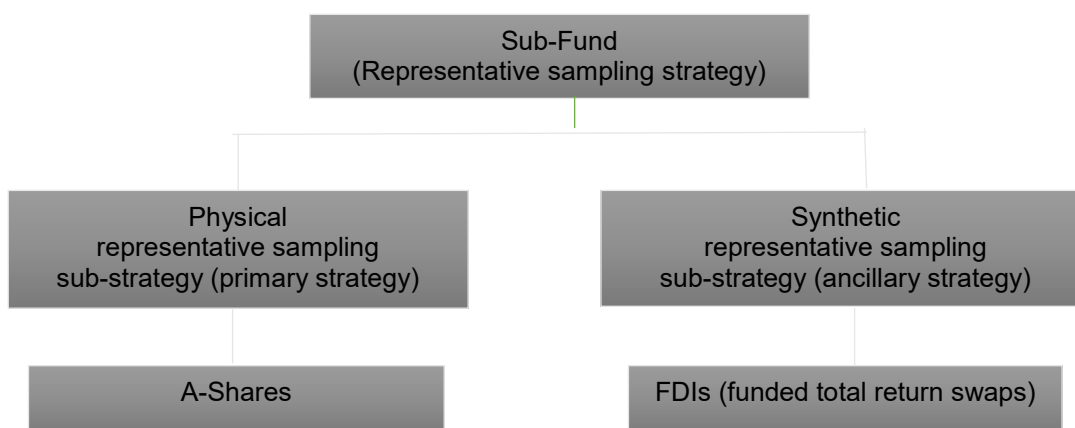 Sub-Fund
(Representative sampling strategy)
Physical
representative sampling
sub-strategy (primary strategy)
Synthetic
representative sampling
sub-strategy (ancillary strategy)
A-Shares
FDIs (funded total return swaps)